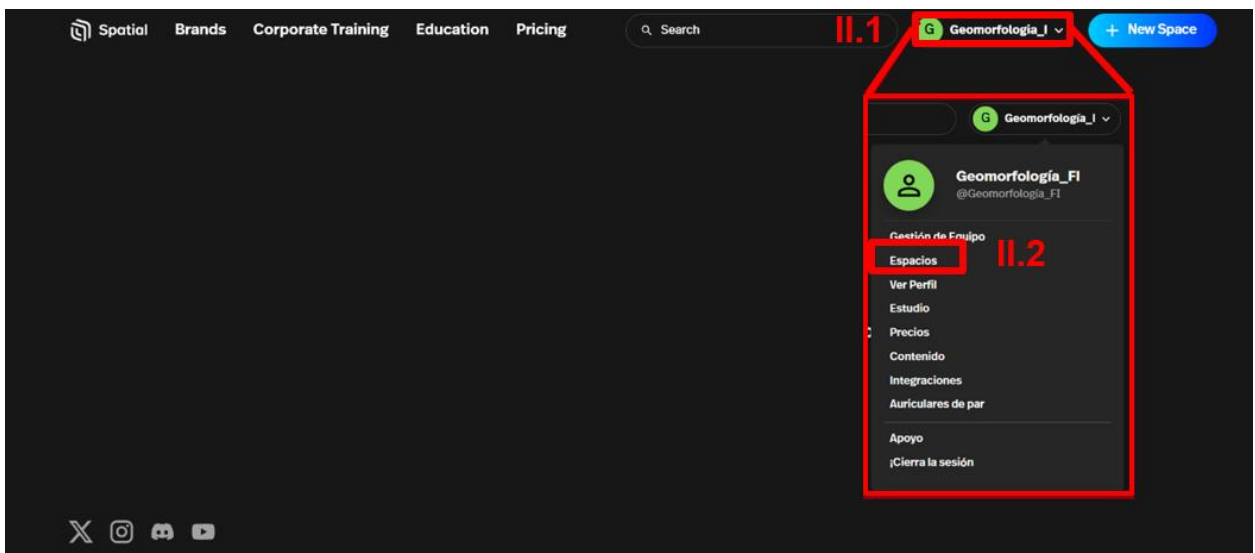 Spatial Brands Corporate Training Education Pricing Search II.1 G Geomorfología_I + New Space
G Geomorfología_I
Geomorfología_FI
@Geomorfología_FI
Gestión de Equipo
Espacios II.2
Ver Perfil
Estudio
Precios
Contenido
Integraciones
Auriculares de par
Apoyo
¡Cierra la sesión